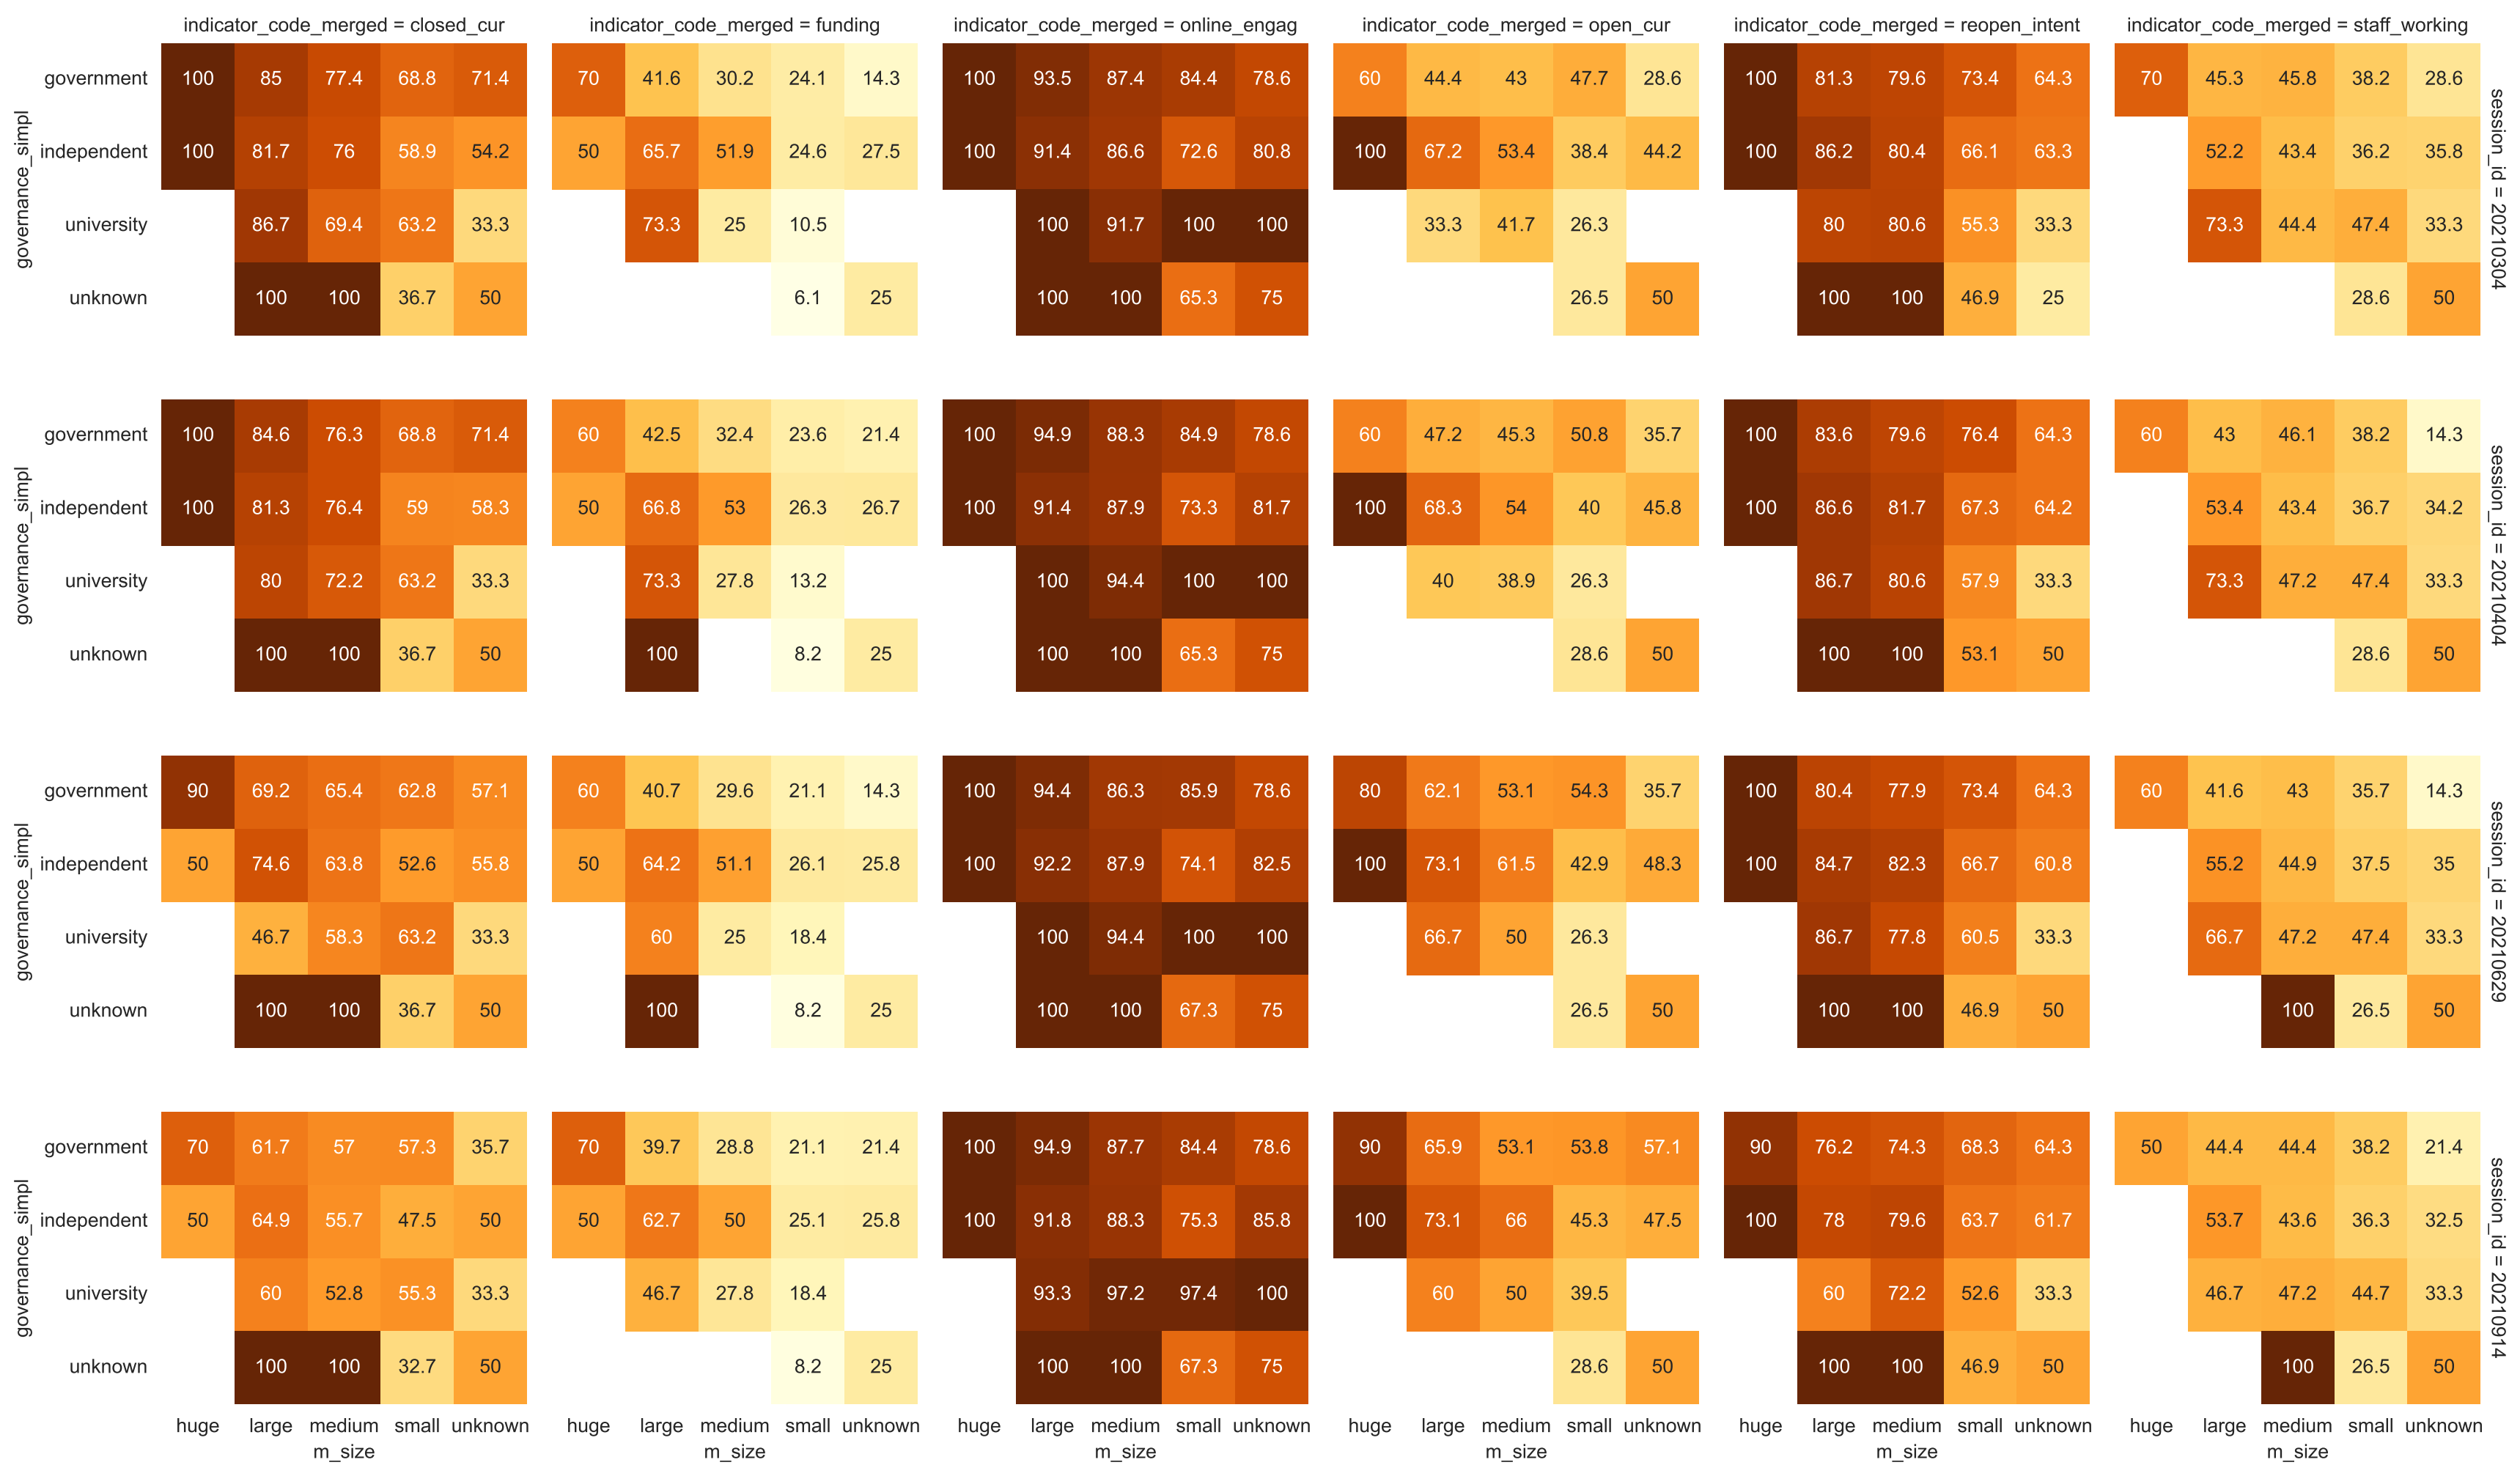 indicator_code_merged = closed_cur indicator_code_merged = funding indicator_code_merged = online_engag indicator_code_merged = open_cur indicator_code_merged = reopen_intent indicator_code_merged = staff_working
government 100 85 77.4 68.8 71.4 70 41.6 30.2 24.1 14.3 100 93.5 87.4 84.4 78.6 60 44.4 43 47.7 28.6 100 81.3 79.6 73.4 64.3 70 45.3 45.8 38.2 28.6
independent 100 81.7 76 58.9 54.2 50 65.7 51.9 24.6 27.5 100 91.4 86.6 72.6 80.8 100 67.2 53.4 38.4 44.2 100 86.2 80.4 66.1 63.3 52.2 43.4 36.2 35.8
university 86.7 69.4 63.2 33.3 73.3 25 10.5 100 91.7 100 100 33.3 41.7 26.3 80 80.6 55.3 33.3 73.3 44.4 47.4 33.3
unknown 100 100 36.7 50 6.1 25 100 100 65.3 75 26.5 50 100 100 46.9 25 28.6 50
governance_simpl
session_id = 20210304
government 100 84.6 76.3 68.8 71.4 60 42.5 32.4 23.6 21.4 100 94.9 88.3 84.9 78.6 60 47.2 45.3 50.8 35.7 100 83.6 79.6 76.4 64.3 60 43 46.1 38.2 14.3
independent 100 81.3 76.4 59 58.3 50 66.8 53 26.3 26.7 100 91.4 87.9 73.3 81.7 100 68.3 54 40 45.8 100 86.6 81.7 67.3 64.2 53.4 43.4 36.7 34.2
university 80 72.2 63.2 33.3 73.3 27.8 13.2 100 94.4 100 100 40 38.9 26.3 86.7 80.6 57.9 33.3 73.3 47.2 47.4 33.3
unknown 100 100 36.7 50 100 8.2 25 100 100 65.3 75 28.6 50 100 100 53.1 50 28.6 50
governance_simpl
session_id = 20210404
government 90 69.2 65.4 62.8 57.1 60 40.7 29.6 21.1 14.3 100 94.4 86.3 85.9 78.6 80 62.1 53.1 54.3 35.7 100 80.4 77.9 73.4 64.3 60 41.6 43 35.7 14.3
independent 50 74.6 63.8 52.6 55.8 50 64.2 51.1 26.1 25.8 100 92.2 87.9 74.1 82.5 100 73.1 61.5 42.9 48.3 100 84.7 82.3 66.7 60.8 55.2 44.9 37.5 35
university 46.7 58.3 63.2 33.3 60 25 18.4 100 94.4 100 100 66.7 50 26.3 86.7 77.8 60.5 33.3 66.7 47.2 47.4 33.3
unknown 100 100 36.7 50 100 8.2 25 100 100 67.3 75 26.5 50 100 100 46.9 50 100 26.5 50
governance_simpl
session_id = 20210629
government 70 61.7 57 57.3 35.7 70 39.7 28.8 21.1 21.4 100 94.9 87.7 84.4 78.6 90 65.9 53.1 53.8 57.1 90 76.2 74.3 68.3 64.3 50 44.4 44.4 38.2 21.4
independent 50 64.9 55.7 47.5 50 50 62.7 50 25.1 25.8 100 91.8 88.3 75.3 85.8 100 73.1 66 45.3 47.5 100 78 79.6 63.7 61.7 53.7 43.6 36.3 32.5
university 60 52.8 55.3 33.3 46.7 27.8 18.4 93.3 97.2 97.4 100 60 50 39.5 60 72.2 52.6 33.3 46.7 47.2 44.7 33.3
unknown 100 100 32.7 50 8.2 25 100 100 67.3 75 28.6 50 100 100 46.9 50 100 26.5 50
governance_simpl
session_id = 20210914
huge large medium small unknown huge large medium small unknown huge large medium small unknown huge large medium small unknown huge large medium small unknown huge large medium small unknown
m_size m_size m_size m_size m_size m_size